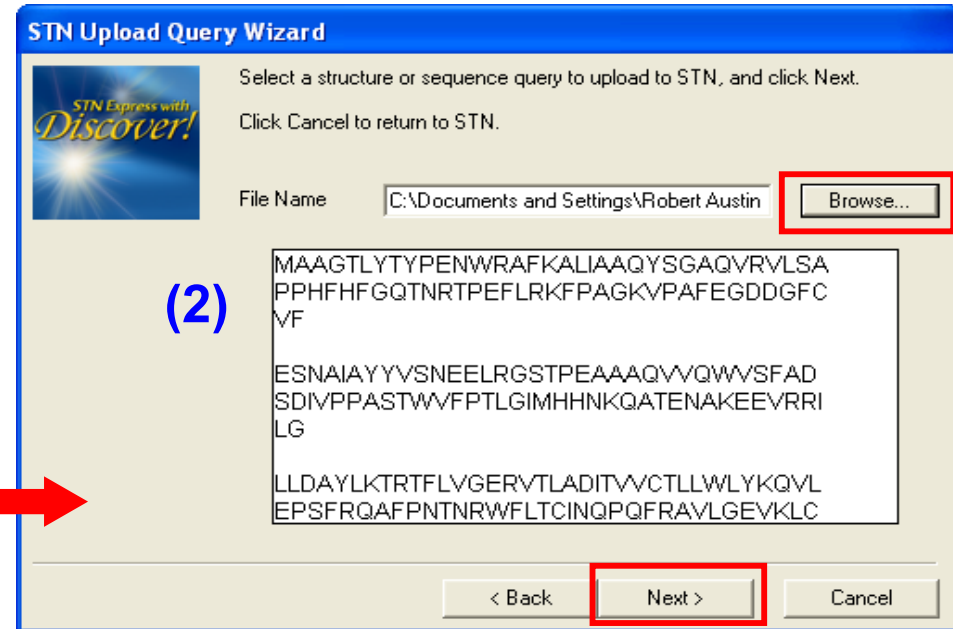 STN Upload Query Wizard
STN Express with
Discover!
Select a structure or sequence query to upload to STN, and click Next.
Click Cancel to return to STN.
File Name
C:\Documents and Settings\Robert Austin
Browse...
(2)
MAAGTLYTYPENWRAFKALIAAQYSGAQVRVLSA
PPHFHFGQTNRTPEFLRKFPAGKVPAFEGDDGFC
VF
ESNAIAYYVSNEELRGSTPEAAAQVVQWVSFAD
SDIVPPASTWVFPTLGIMHHNKQATENAKEEVRRI
LG
LLDAYLKTRTFLVGERVTLADITVVCTLLWLYKQVL
EPSFRQAFPNTNRWFLTCINQPQFRAVLGEVKLC
< Back
Next >
Cancel